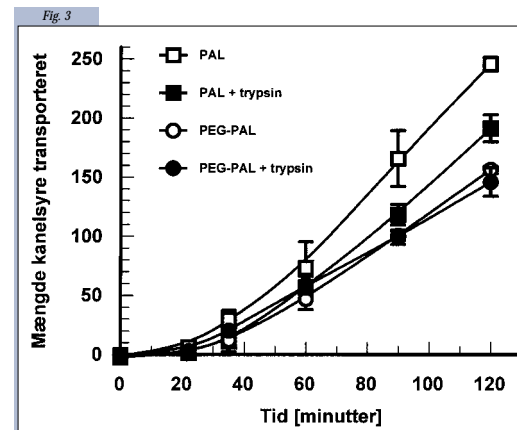 Fig. 3
Mængde kanelsyre transporteret
250
200
150
100
50
0
PAL
PAL + trypsin
PEG-PAL
PEG-PAL + trypsin
0 20 40 60 80 100 120
Tid [minutter]